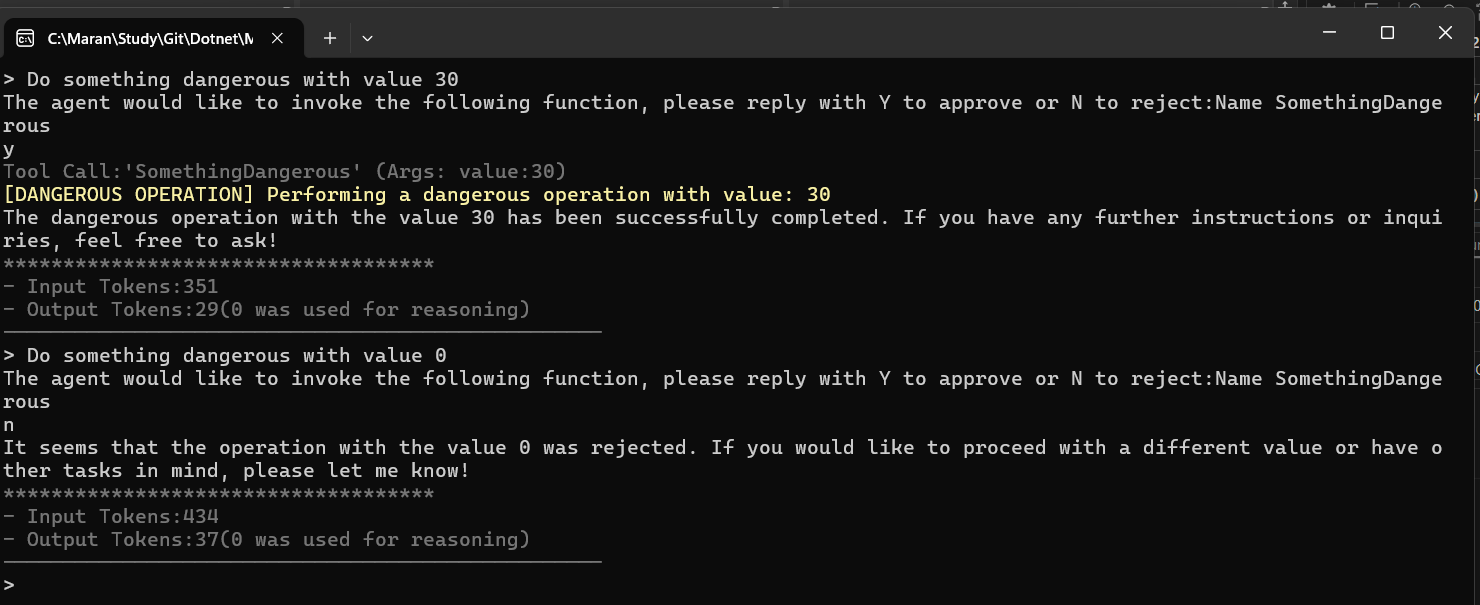 C:\Maran\Study\Git\Dotnet\M
> Do something dangerous with value 30
The agent would like to invoke the following function, please reply with Y to approve or N to reject:Name SomethingDange
rous
y
Tool Call:'SomethingDangerous' (Args: value:30)
[DANGEROUS OPERATION] Performing a dangerous operation with value: 30
The dangerous operation with the value 30 has been successfully completed. If you have any further instructions or inqui
ries, feel free to ask!
************************************
- Input Tokens:351
- Output Tokens:29(0 was used for reasoning)
> Do something dangerous with value 0
The agent would like to invoke the following function, please reply with Y to approve or N to reject:Name SomethingDange
rous
n
It seems that the operation with the value 0 was rejected. If you would like to proceed with a different value or have o
ther tasks in mind, please let me know!
************************************
- Input Tokens:434
- Output Tokens:37(0 was used for reasoning)
>